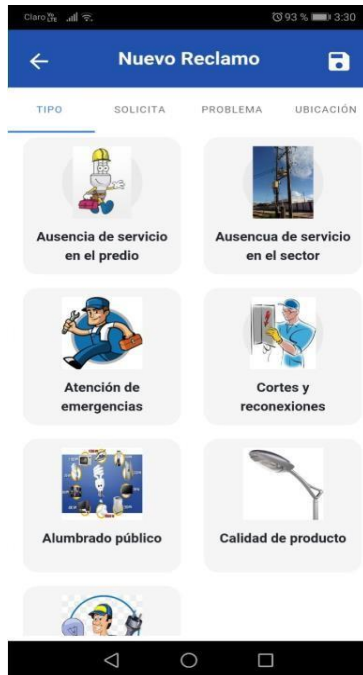 Claro 93 % 3:30
Nuevo Reclamo
TIPO SOLICITA PROBLEMA UBICACIÓN
Ausencia de servicio
en el predio
Ausencua de servicio
en el sector
Atención de
emergencias
Cortes y
reconexiones
Alumbrado público
Calidad de producto